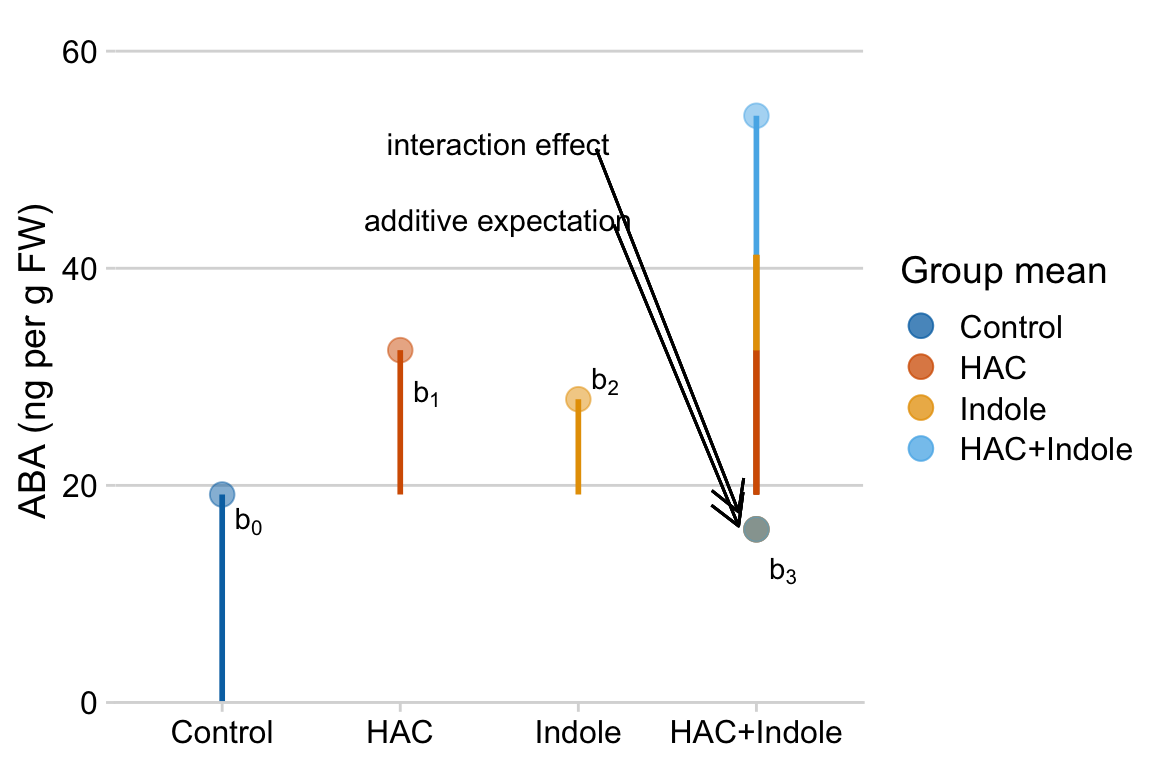 60
interaction effect
additive expectation
40
20
0
ABA (ng per g FW)
b0
b1
b2
b3
Control
HAC
Indole
HAC+Indole
Group mean
Control
HAC
Indole
HAC+Indole